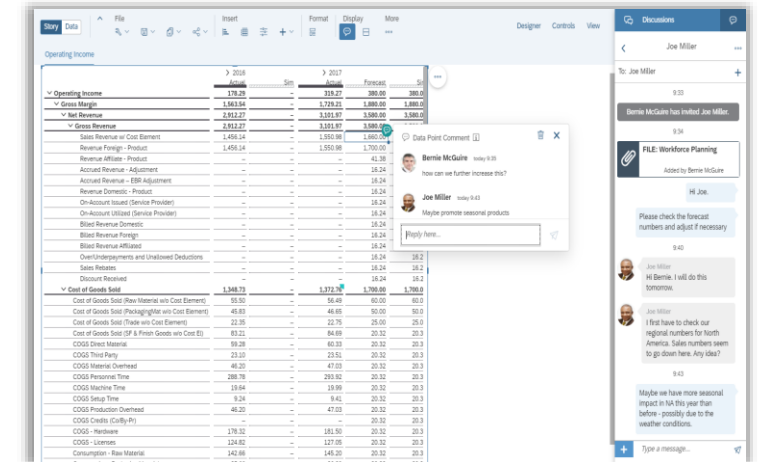 Story Data
File
Insert
Format
Display
More
Designer Controls View
Operating Income
2016 2017
Actual Sim Actual Forecast
Operating Income 178.29 – 319.27 380.00 380.0
Gross Margin 1,563.54 – 1,729.21 1,880.00 1,880.0
Net Revenue 2,912.27 – 3,101.97 3,580.00 3,580.0
Gross Revenue 2,912.27 – 3,101.97 3,580.00
Sales Revenue w/ Cost Element 1,456.14 – 1,550.98 1,660.00
Revenue Foreign - Product 1,456.14 – 1,550.98 1,700.00
Revenue Affiliate - Product – – – 41.38
Accrued Revenue - Adjustment – – – 16.24
Accrued Revenue – EBR Adjustment – – – 16.24
Revenue Domestic - Product – – – 16.24
On-Account Issued (Service Provider) – – – 16.24
On-Account Utilized (Service Provider) – – – 16.24
Billed Revenue Domestic – – – 16.24
Billed Revenue Foreign – – – 16.24
Billed Revenue Affiliated – – – 16.24
Over/Underpayments and Unallowed Deductions – – – 16.24 16.2
Sales Rebates – – – 16.24 16.2
Discount Received – – – 16.24 16.2
Cost of Goods Sold 1,348.73 – 1,372.76 1,700.00 1,700.0
Cost of Goods Sold (Raw Material w/o Cost Element) 55.50 – 56.49 60.00 60.0
Cost of Goods Sold (PackagingMat w/o Cost Element) 45.83 – 46.65 50.00 50.0
Cost of Goods Sold (Trade w/o Cost Element) 22.35 – 22.75 25.00 25.0
Cost of Goods Sold (SF & Finish Goods w/o Cost El) 83.21 – 84.69 20.32 20.3
COGS Direct Material 59.28 – 60.33 20.32 20.3
COGS Third Party 23.10 – 23.51 20.32 20.3
COGS Material Overhead 46.20 – 47.03 20.32 20.3
COGS Personnel Time 288.78 – 293.92 20.32 20.3
COGS Machine Time 19.64 – 19.99 20.32 20.3
COGS Setup Time 9.24 – 9.41 20.32 20.3
COGS Production Overhead 46.20 – 47.03 20.32 20.3
COGS Credits (Co/By-Pr) – – – 20.32 20.3
COGS - Hardware 178.32 – 181.50 20.32 20.3
COGS - Licenses 124.82 – 127.05 20.32 20.3
Consumption - Raw Material 142.66 – 145.20 20.32 20.3
Data Point Comment
Bernie McGuire today 9:39
how can we further increase this?
Joe Miller today 9:43
Maybe promote seasonal products
Reply here...
Discussions
Joe Miller
To: Joe Miller
9:33
Bernie McGuire has invited Joe Miller.
9:34
FILE: Workforce Planning
Added by Bernie McGuire
Hi Joe.
Please check the forecast
numbers and adjust if necessary
9:40
Joe Miller
Hi Bernie. I will do this
tomorrow.
Joe Miller
I first have to check our
regional numbers for North
America. Sales numbers seem
to go down here. Any idea?
9:43
Maybe we have more seasonal
impact in NA this year than
before - possibly due to the
weather conditions.
Type a message...